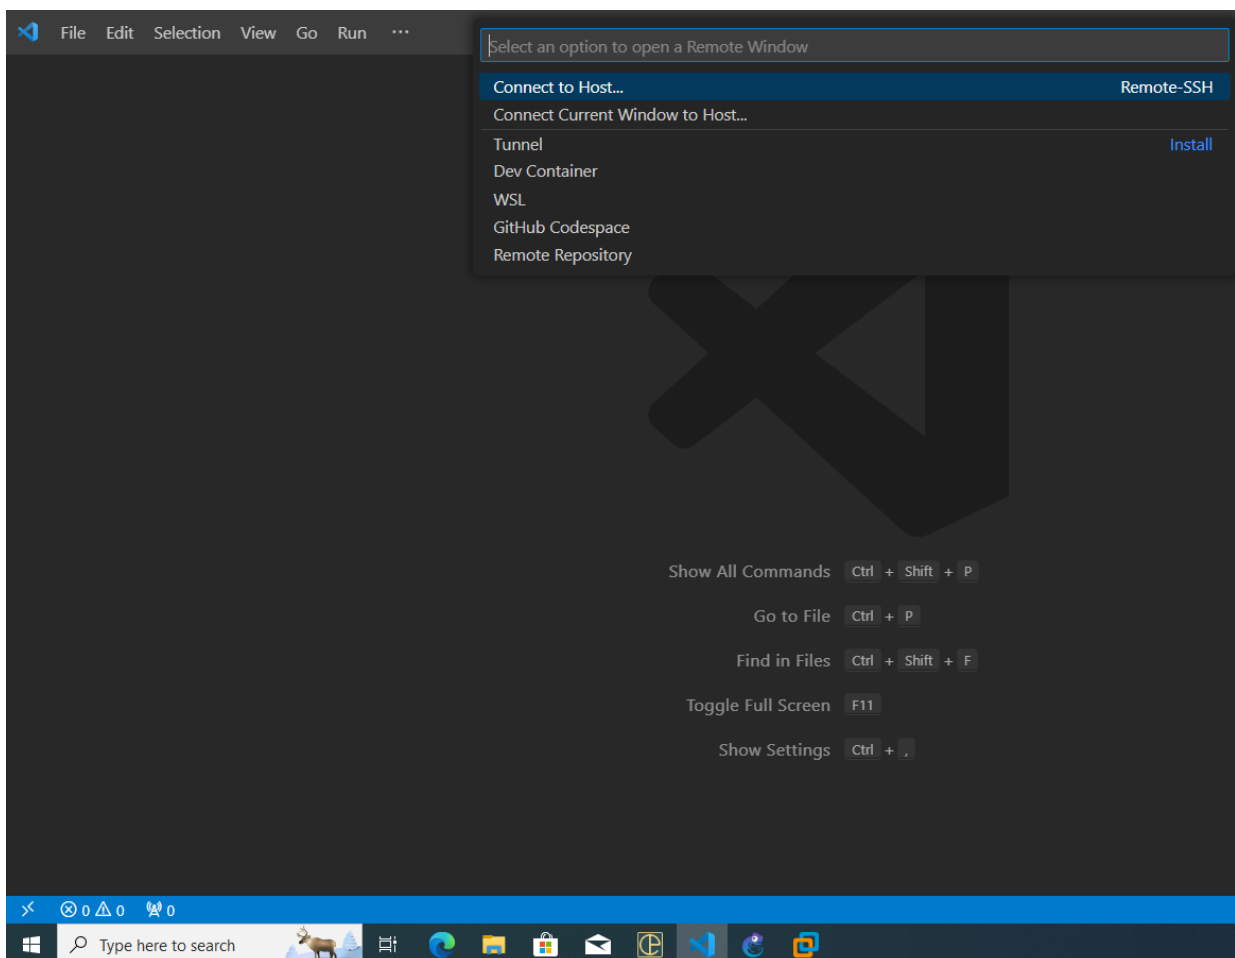 File Edit Selection View Go Run ···
Select an option to open a Remote Window
Connect to Host... Remote-SSH
Connect Current Window to Host...
Tunnel Install
Dev Container
WSL
GitHub Codespace
Remote Repository
Show All Commands Ctrl + Shift + P
Go to File Ctrl + P
Find in Files Ctrl + Shift + F
Toggle Full Screen F11
Show Settings Ctrl + ,
0 0 0
Type here to search